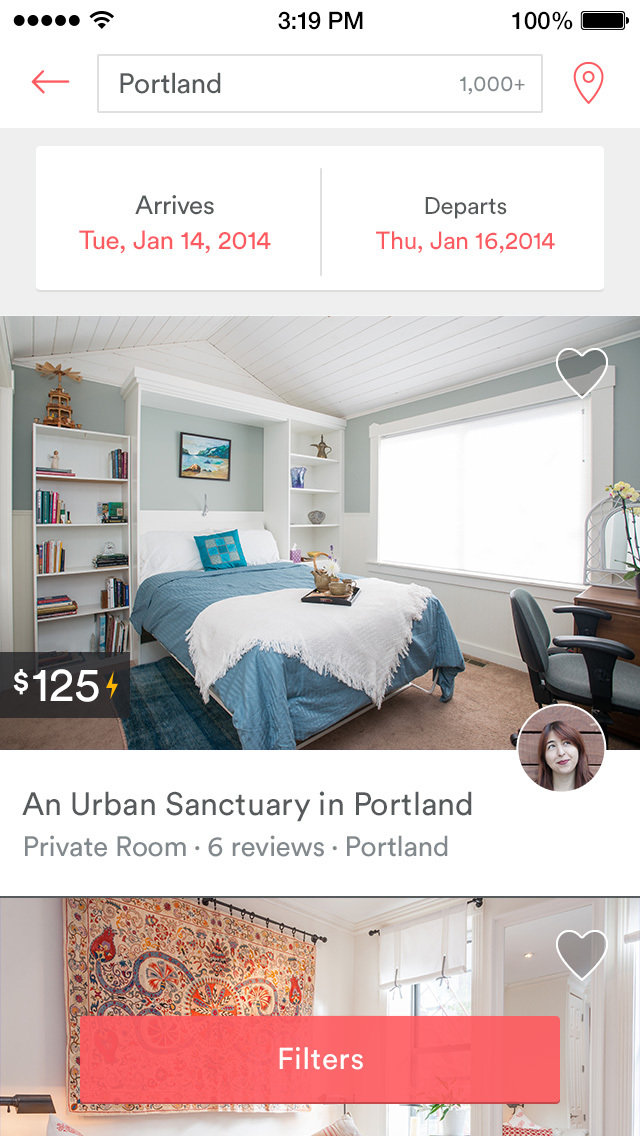 3:19 PM 100%
Portland 1,000+
Arrives Departs
Tue, Jan 14, 2014 Thu, Jan 16,2014
$125
An Urban Sanctuary in Portland
Private Room · 6 reviews · Portland
Filters